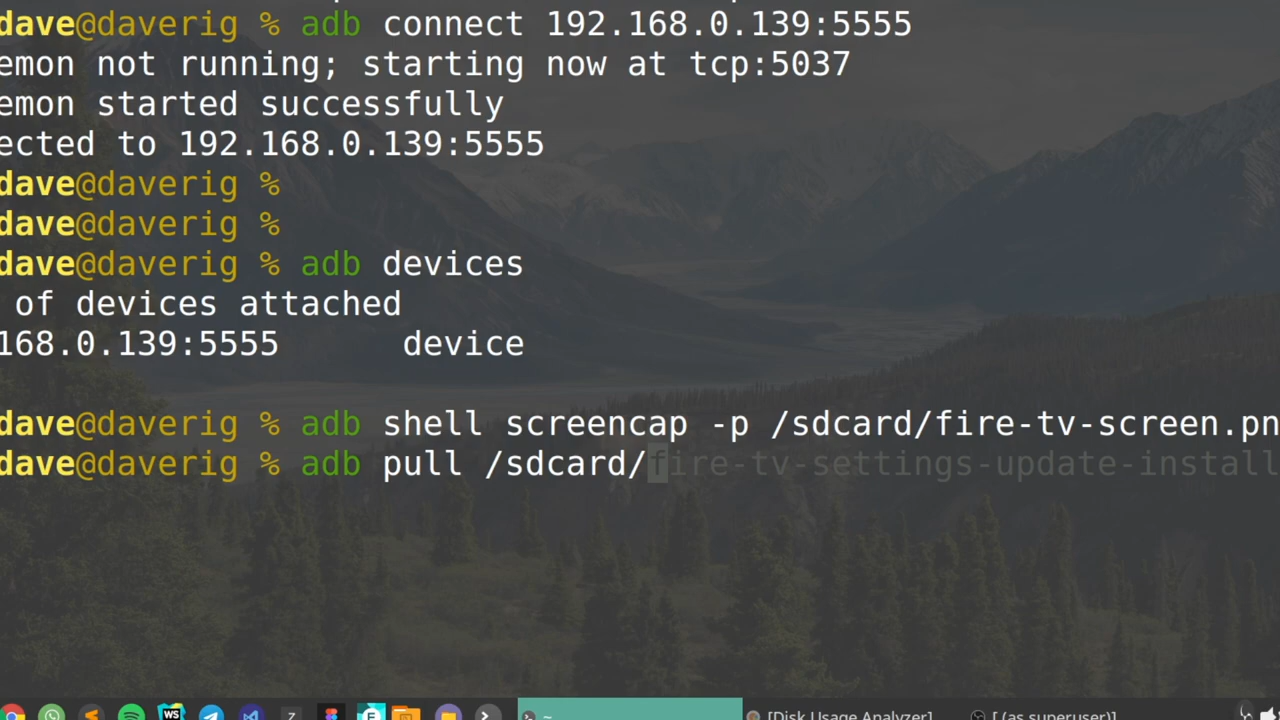 dave@daverig % adb connect 192.168.0.139:5555
emon not running; starting now at tcp:5037
emon started successfully
ected to 192.168.0.139:5555
dave@daverig %
dave@daverig %
dave@daverig % adb devices
of devices attached
168.0.139:5555 device
dave@daverig % adb shell screencap -p /sdcard/fire-tv-screen.pn
dave@daverig % adb pull /sdcard/fire-tv-settings-update-install
WS Z ~ [Disk Usage Analyzer] [ (as superuser)]